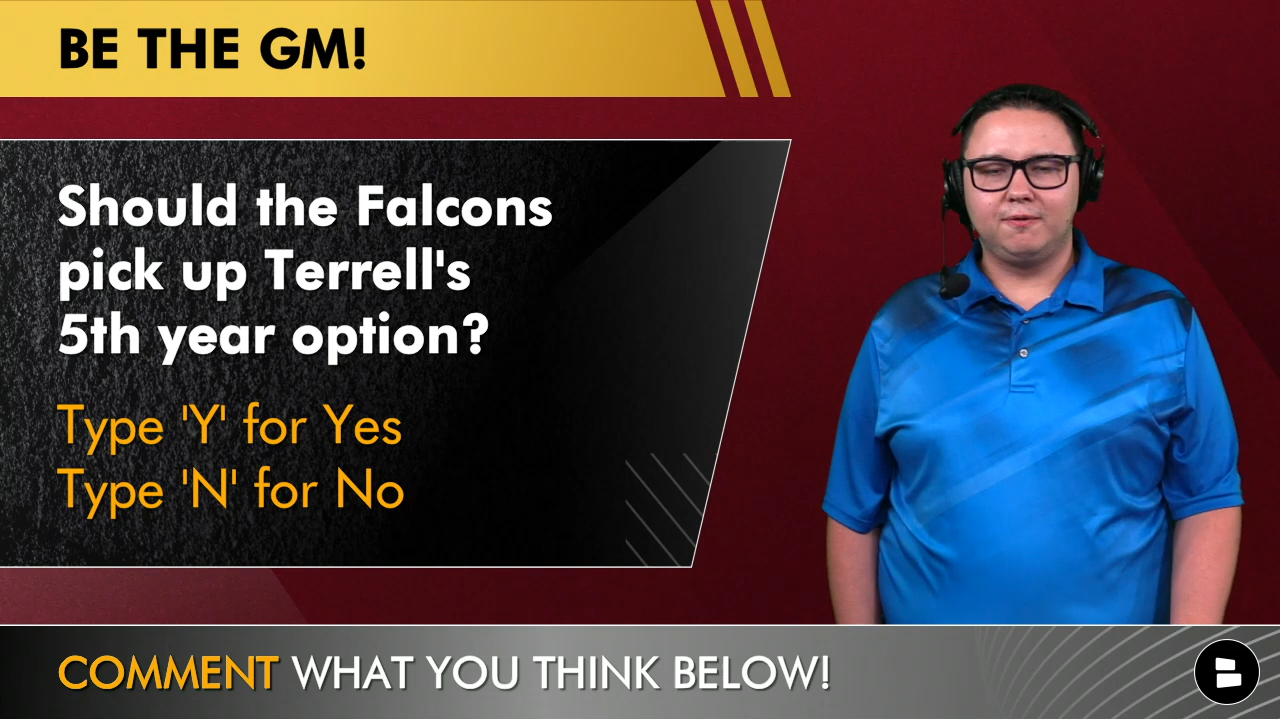 BE THE GM!
Should the Falcons
pick up Terrell's
5th year option?
Type 'Y' for Yes
Type 'N' for No
COMMENT WHAT YOU THINK BELOW!